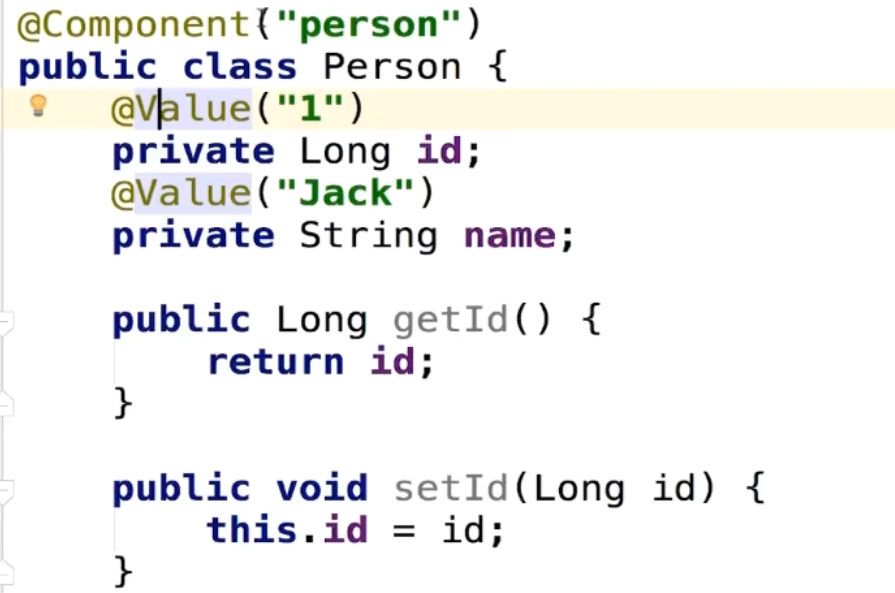 @Component("person")
public class Person {
    @Value("1")
    private Long id;
    @Value("Jack")
    private String name;

    public Long getId() {
        return id;
    }

    public void setId(Long id) {
        this.id = id;
    }